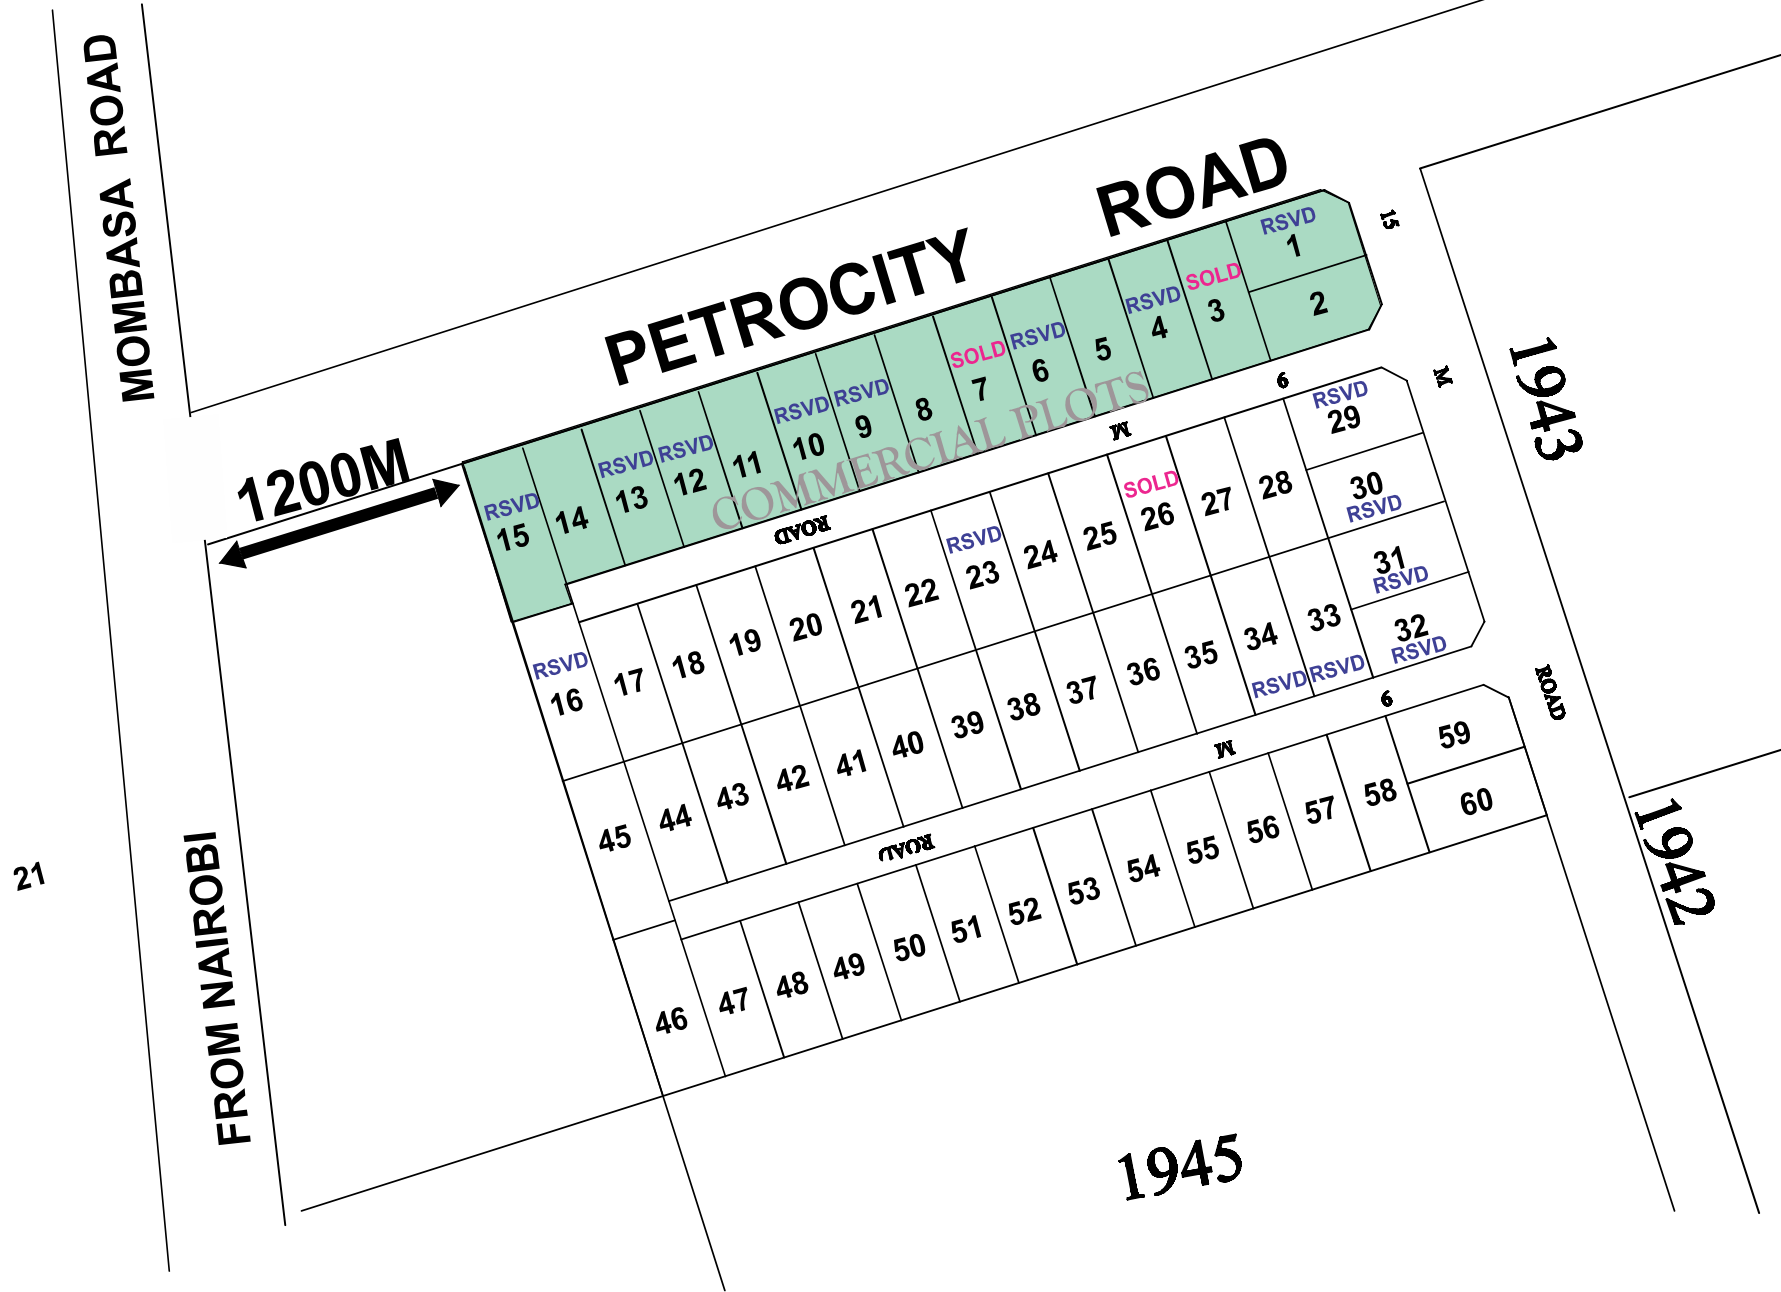 MOMBASA ROAD
FROM NAIROBI
21
1200M
PETROCITY ROAD
RSVD
1
2
SOLD
3
RSVD
4
5
RSVD
6
SOLD
7
8
RSVD
9
RSVD
10
11
RSVD
12
RSVD
13
14
RSVD
15
COMMERCIAL PLOTS
15 M ROAD
6 M ROAD
RSVD
16
17
18
19
20
21
22
RSVD
23
24
25
SOLD
26
27
28
RSVD
29
30
RSVD
31
RSVD
32
RSVD
33
RSVD
34
RSVD
35
36
37
38
39
40
41
42
43
44
45
6 M ROAD
46
47
48
49
50
51
52
53
54
55
56
57
58
59
60
1943
1942
1945